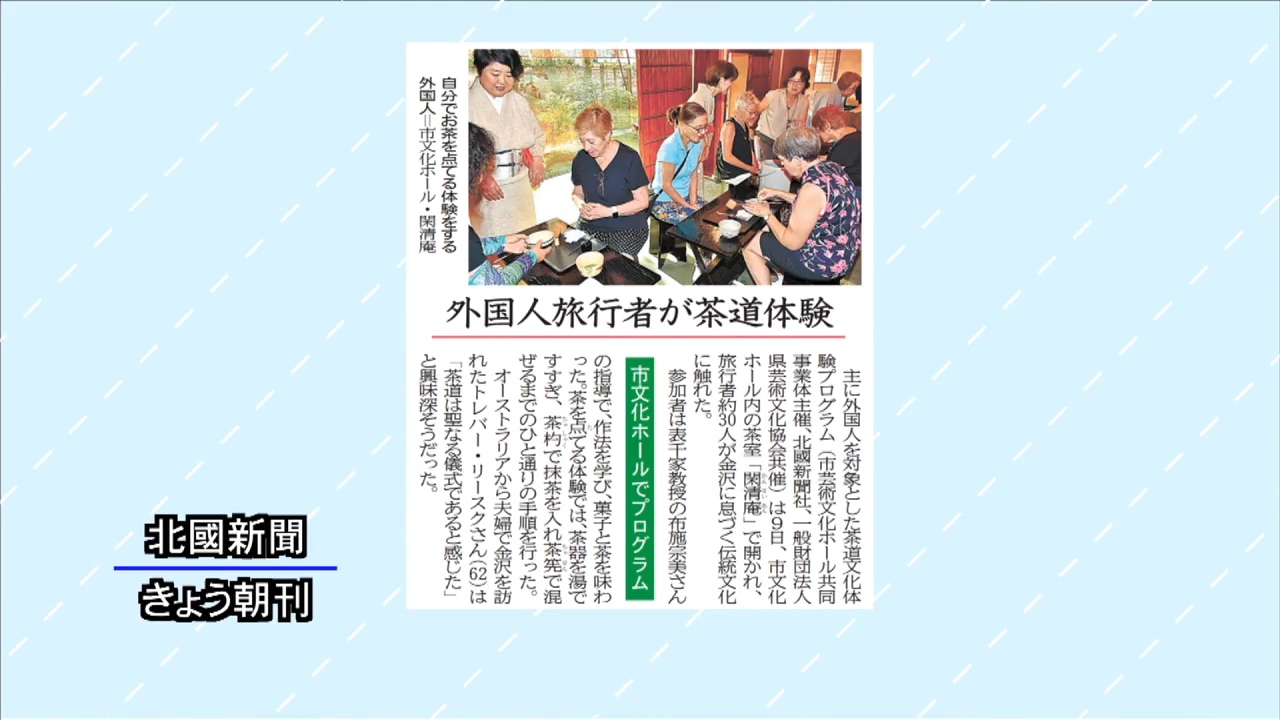 自分でお茶を点てる体験をする
外国人＝市文化ホール・閑清庵
外国人旅行者が茶道体験
市文化ホールでプログラム
主に外国人を対象とした茶道文化体
験プログラム（市芸術文化ホール共同
事業体主催、北國新聞社、一般財団法人
県芸術文化協会共催）は９日、市文化
ホール内の茶室「閑清庵」で開かれ、
旅行者約30人が金沢に息づく伝統文化
に触れた。
参加者は表千家教授の布施宗美さん
の指導で、作法を学び、菓子と茶を味わ
った。茶を点てる体験では、茶器を湯で
すすぎ、茶杓で抹茶を入れ茶筅で混
ぜるまでのひと通りの手順を行った。
オーストラリアから夫婦で金沢を訪
れたトレバー・リースクさん(62)は
「茶道は聖なる儀式であると感じた」
と興味深そうだった。
北國新聞
きょう朝刊